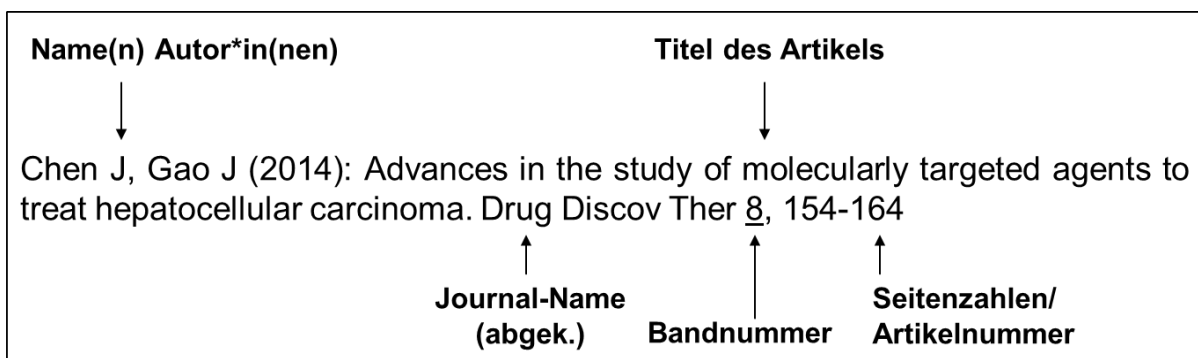 Name(n) Autor*in(nen) Titel des Artikels
Chen J, Gao J (2014): Advances in the study of molecularly targeted agents to
treat hepatocellular carcinoma. Drug Discov Ther 8, 154-164
Journal-Name
(abgek.)
Bandnummer
Seitenzahlen/
Artikelnummer